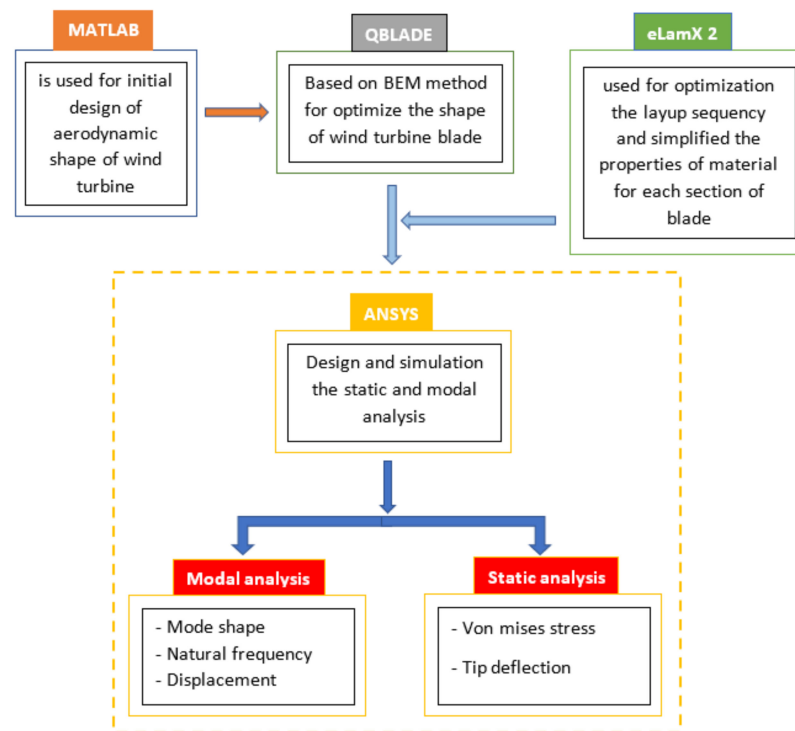 MATLAB
is used for initial
design of
aerodynamic
shape of wind
turbine
QBLADE
Based on BEM method
for optimize the shape
of wind turbine blade
eLamX 2
used for optimization
the layup sequency
and simplified the
properties of material
for each section of
blade
ANSYS
Design and simulation
the static and modal
analysis
Modal analysis
- Mode shape
- Natural frequency
- Displacement
Static analysis
- Von mises stress
- Tip deflection